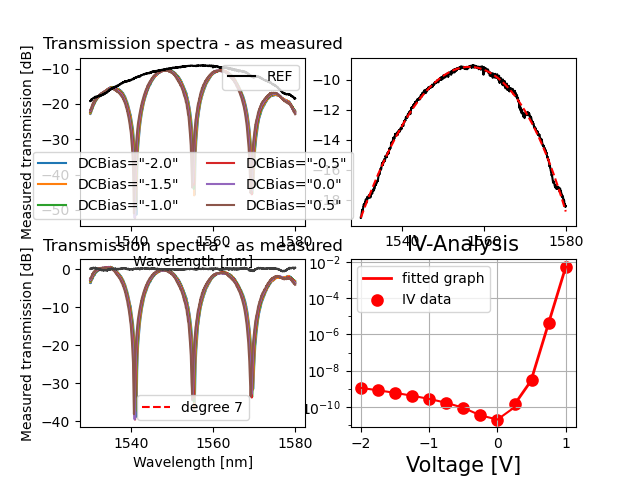 Transmission spectra - as measured
Measured transmission [dB]
−10
−20
−30
−40
−50
REF
DCBias="-2.0"
DCBias="-1.5"
DCBias="-1.0"
DCBias="-0.5"
DCBias="0.0"
DCBias="0.5"
1540
1560
1580
Wavelength [nm]
−10
−12
−14
−16
−18
1540
1560
1580
Transmission spectra - as measured
Measured transmission [dB]
0
−10
−20
−30
−40
degree 7
1540
1560
1580
Wavelength [nm]
IV-Analysis
fitted graph
IV data
10⁻²
10⁻⁴
10⁻⁶
10⁻⁸
10⁻¹⁰
−2
−1
0
1
Voltage [V]